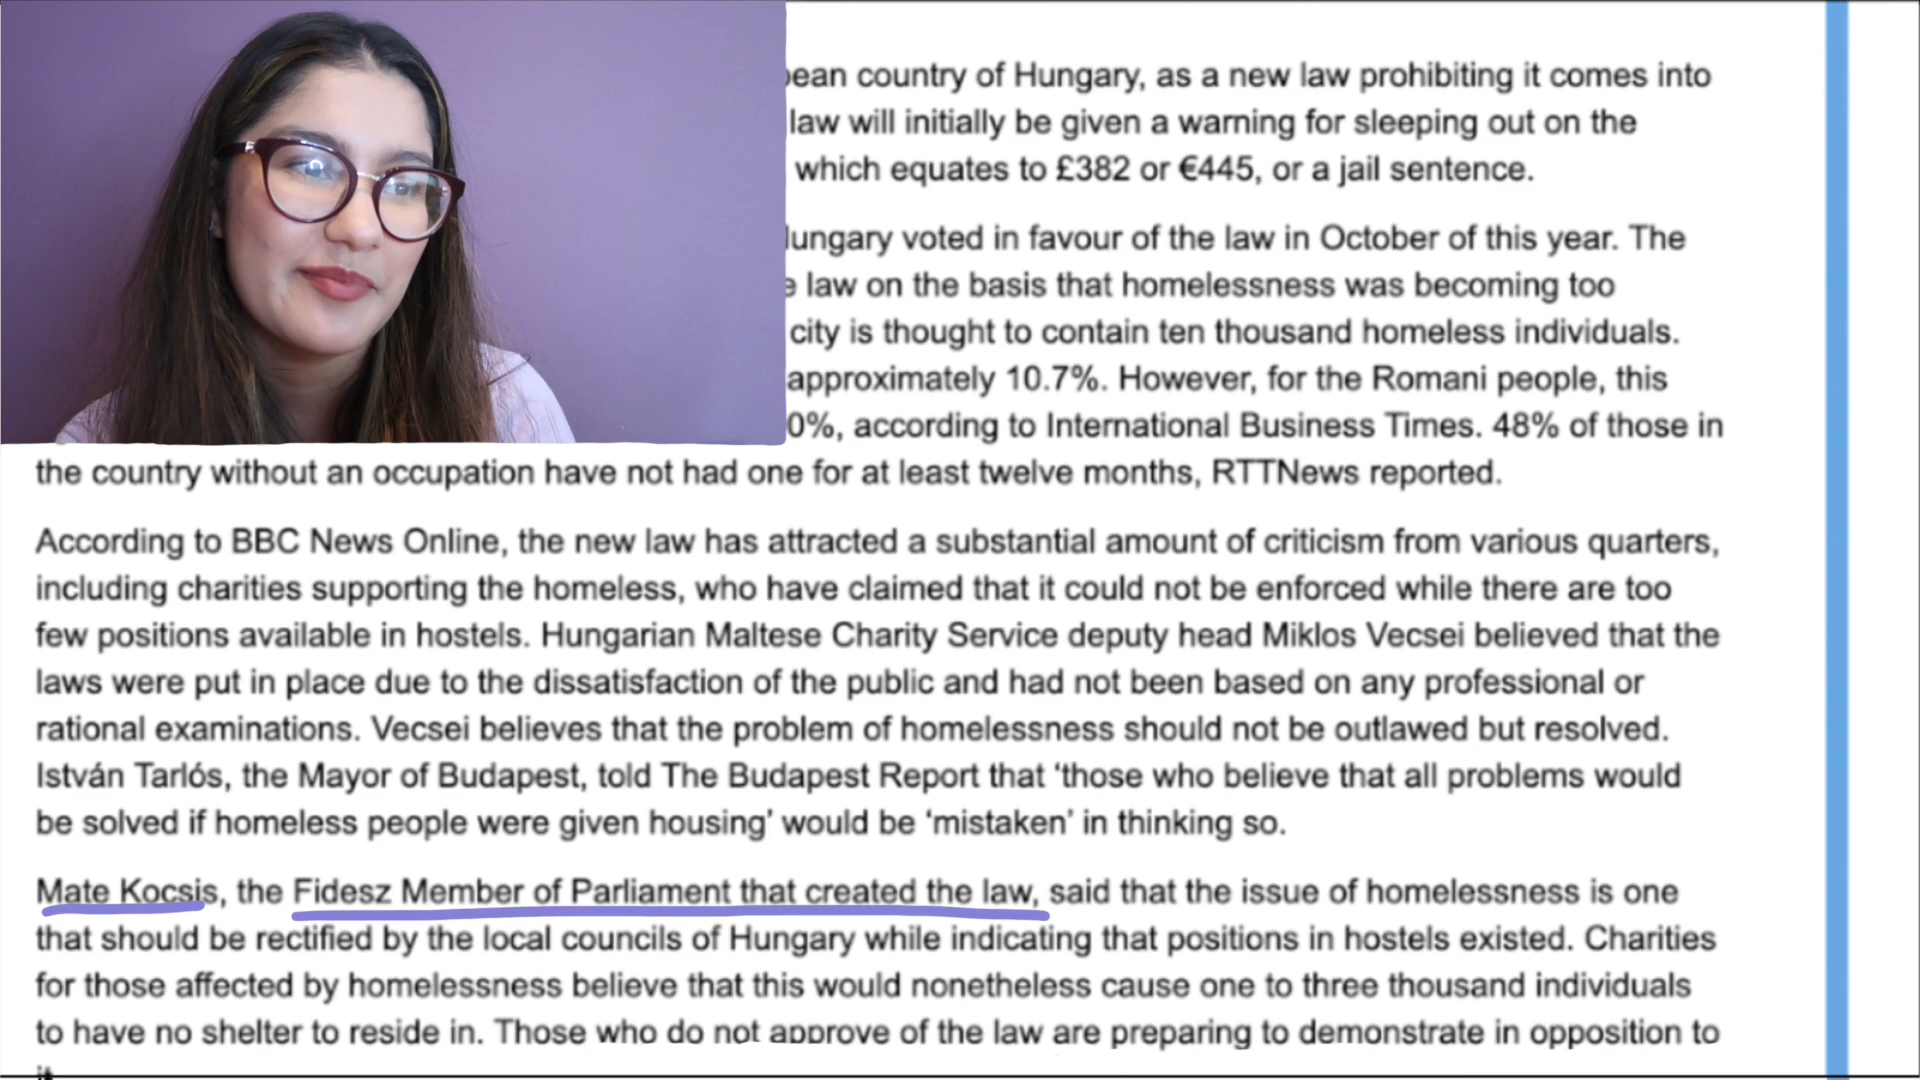 ean country of Hungary, as a new law prohibiting it comes into
law will initially be given a warning for sleeping out on the
which equates to £382 or €445, or a jail sentence.
ungary voted in favour of the law in October of this year. The
e law on the basis that homelessness was becoming too
city is thought to contain ten thousand homeless individuals.
approximately 10.7%. However, for the Romani people, this
0%, according to International Business Times. 48% of those in
the country without an occupation have not had one for at least twelve months, RTTNews reported.
According to BBC News Online, the new law has attracted a substantial amount of criticism from various quarters,
including charities supporting the homeless, who have claimed that it could not be enforced while there are too
few positions available in hostels. Hungarian Maltese Charity Service deputy head Miklos Vecsei believed that the
laws were put in place due to the dissatisfaction of the public and had not been based on any professional or
rational examinations. Vecsei believes that the problem of homelessness should not be outlawed but resolved.
István Tarlós, the Mayor of Budapest, told The Budapest Report that ‘those who believe that all problems would
be solved if homeless people were given housing’ would be ‘mistaken’ in thinking so.
Mate Kocsis, the Fidesz Member of Parliament that created the law, said that the issue of homelessness is one
that should be rectified by the local councils of Hungary while indicating that positions in hostels existed. Charities
for those affected by homelessness believe that this would nonetheless cause one to three thousand individuals
to have no shelter to reside in. Those who do not approve of the law are preparing to demonstrate in opposition to